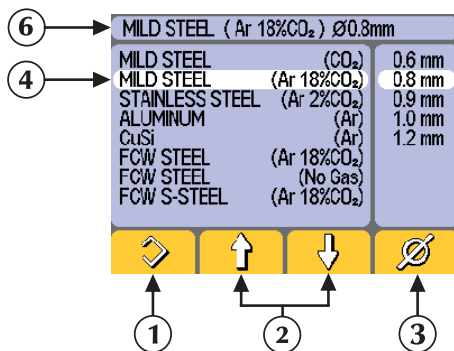 6
MILD STEEL ( Ar 18%CO₂ ) Ø0.8mm
4
MILD STEEL (CO₂) 0.6 mm
MILD STEEL (Ar 18%CO₂) 0.8 mm
STAINLESS STEEL (Ar 2%CO₂) 0.9 mm
ALUMINUM (Ar) 1.0 mm
CuSi (Ar) 1.2 mm
FCW STEEL (Ar 18%CO₂)
FCW STEEL (No Gas)
FCW S-STEEL (Ar 18%CO₂)
Ø
1 2 3